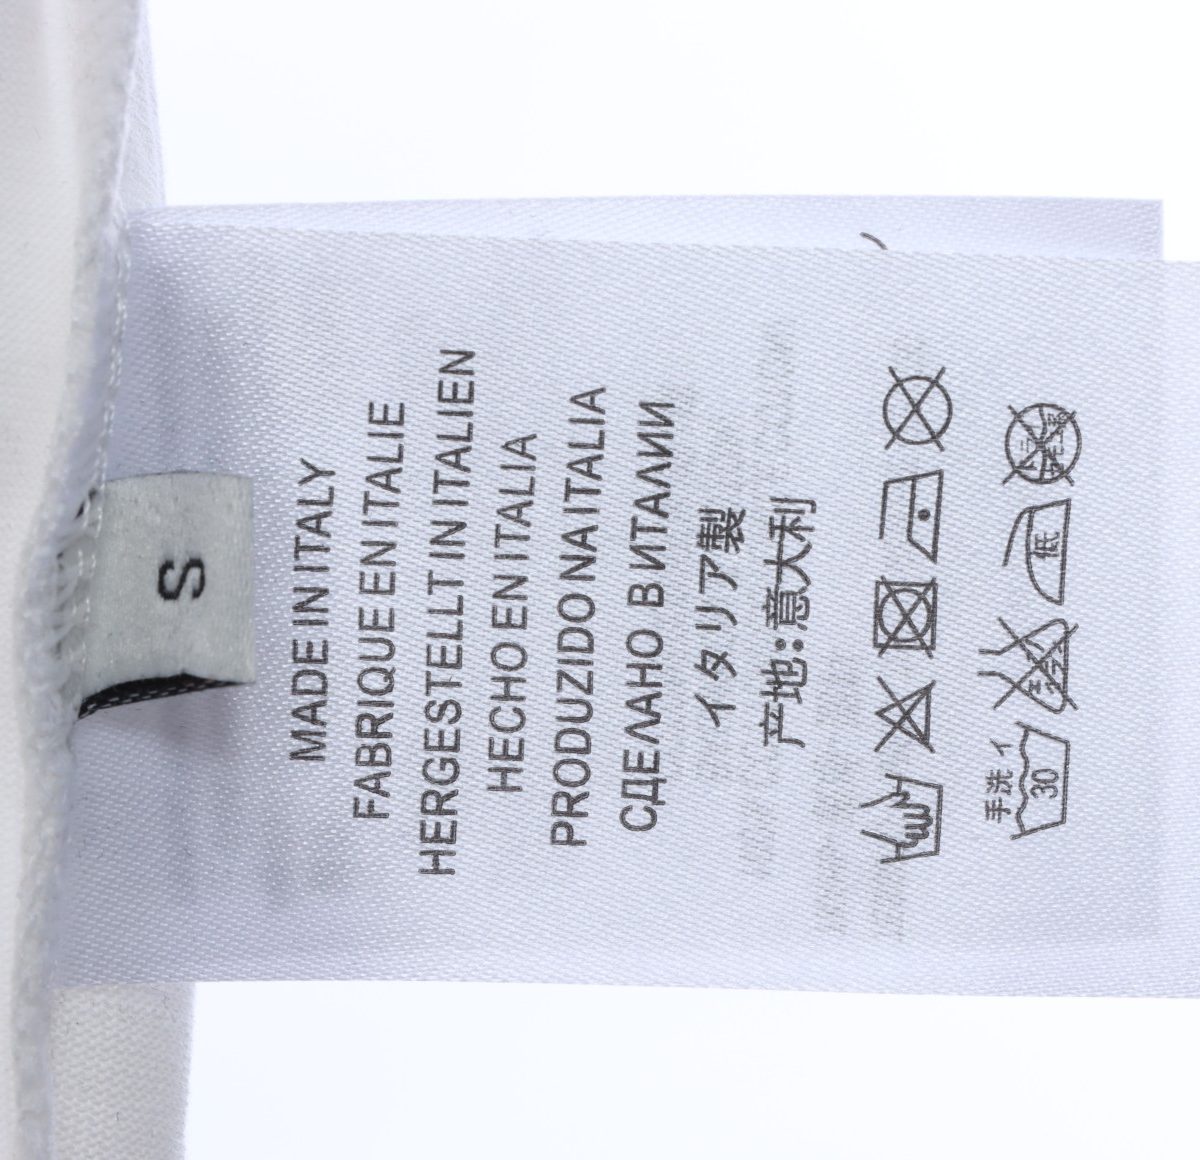 S
MADE IN ITALY
FABRIQUE EN ITALIE
HERGESTELLT IN ITALIEN
HECHO EN ITALIA
PRODUZIDO NA ITALIA
СДЕЛАНО В ИТАЛИИ
イタリア製
产地:意大利
手洗イ
30
低